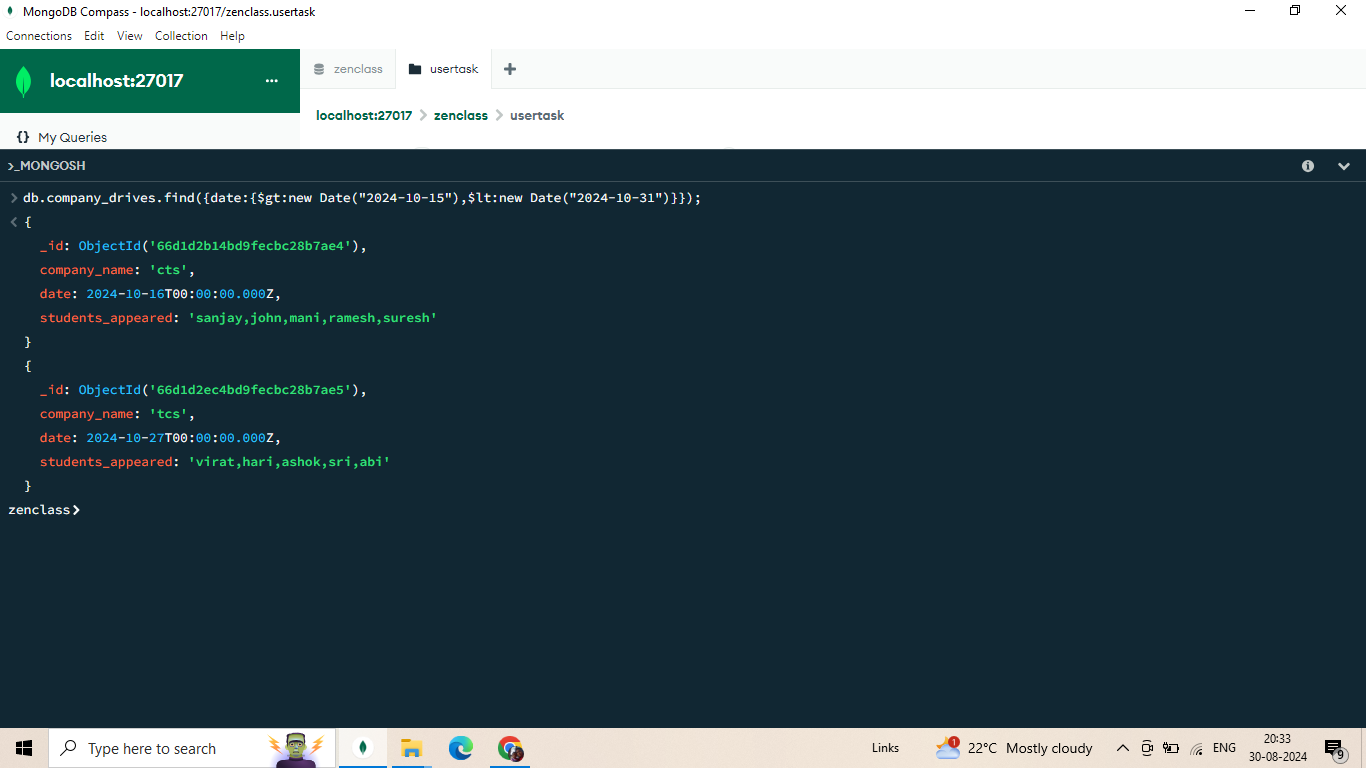 MongoDB Compass - localhost:27017/zenclass.usertask
Connections Edit View Collection Help
localhost:27017 ...
zenclass usertask +
localhost:27017 > zenclass > usertask
{} My Queries
>_MONGOSH
> db.company_drives.find({date:{$gt:new Date("2024-10-15"),$lt:new Date("2024-10-31")}});
< {
_id: ObjectId('66d1d2b14bd9fecbc28b7ae4'),
company_name: 'cts',
date: 2024-10-16T00:00:00.000Z,
students_appeared: 'sanjay,john,mani,ramesh,suresh'
}
{
_id: ObjectId('66d1d2ec4bd9fecbc28b7ae5'),
company_name: 'tcs',
date: 2024-10-27T00:00:00.000Z,
students_appeared: 'virat,hari,ashok,sri,abi'
}
zenclass>
Type here to search
Links
1
22°C Mostly cloudy
ENG
20:33
30-08-2024
9